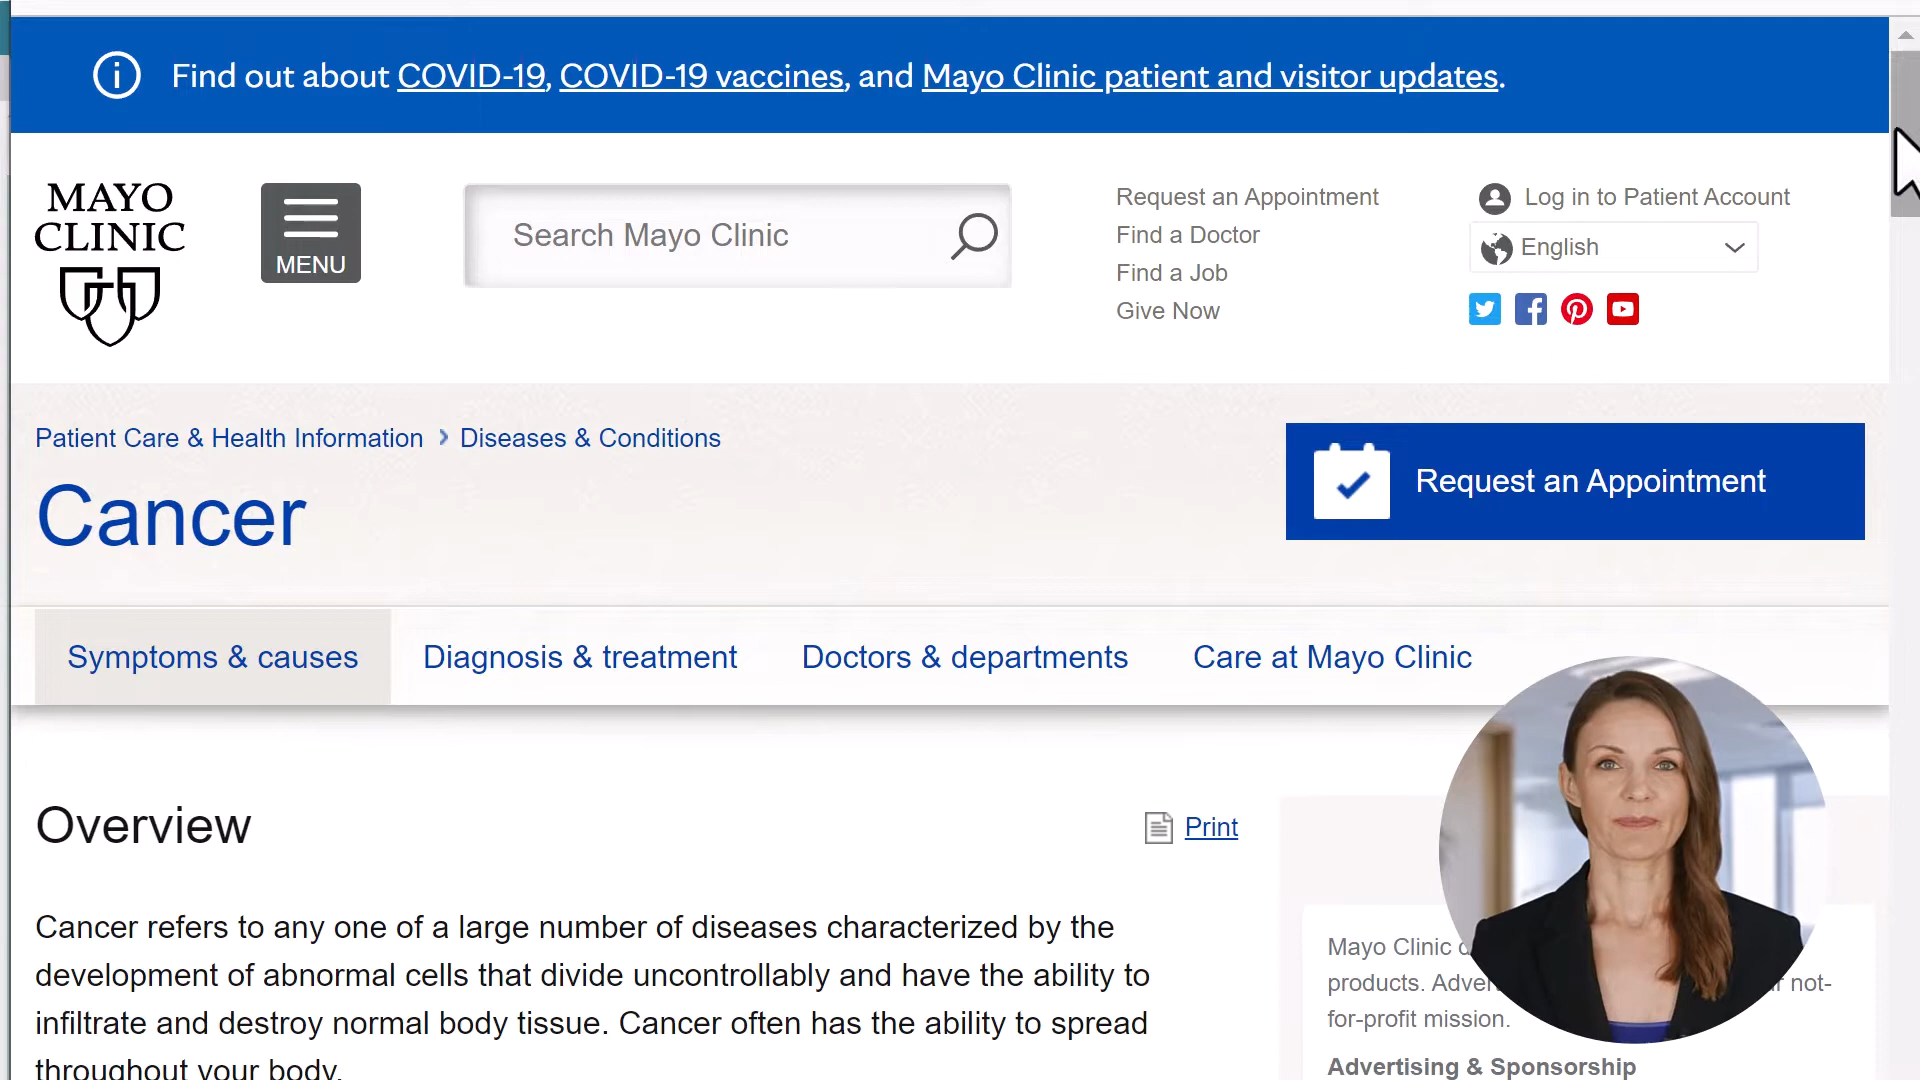 Find out about COVID-19, COVID-19 vaccines, and Mayo Clinic patient and visitor updates.
MAYO
CLINIC
MENU
Search Mayo Clinic
Request an Appointment
Find a Doctor
Find a Job
Give Now
Log in to Patient Account
English
Patient Care & Health Information
Diseases & Conditions
Cancer
Request an Appointment
Symptoms & causes
Diagnosis & treatment
Doctors & departments
Care at Mayo Clinic
Overview
Print
Cancer refers to any one of a large number of diseases characterized by the
development of abnormal cells that divide uncontrollably and have the ability to
infiltrate and destroy normal body tissue. Cancer often has the ability to spread
throughout your body.
Mayo Clinic
products.
not-
for-profit mission.
Advertising & Sponsorship